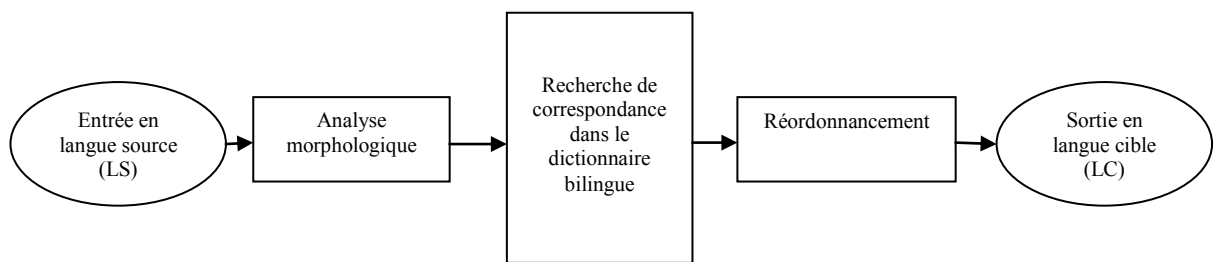 Entrée en
langue source
(LS)
Analyse
morphologique
Recherche de
correspondance
dans le
dictionnaire
bilingue
Réordonnancement
Sortie en
langue cible
(LC)